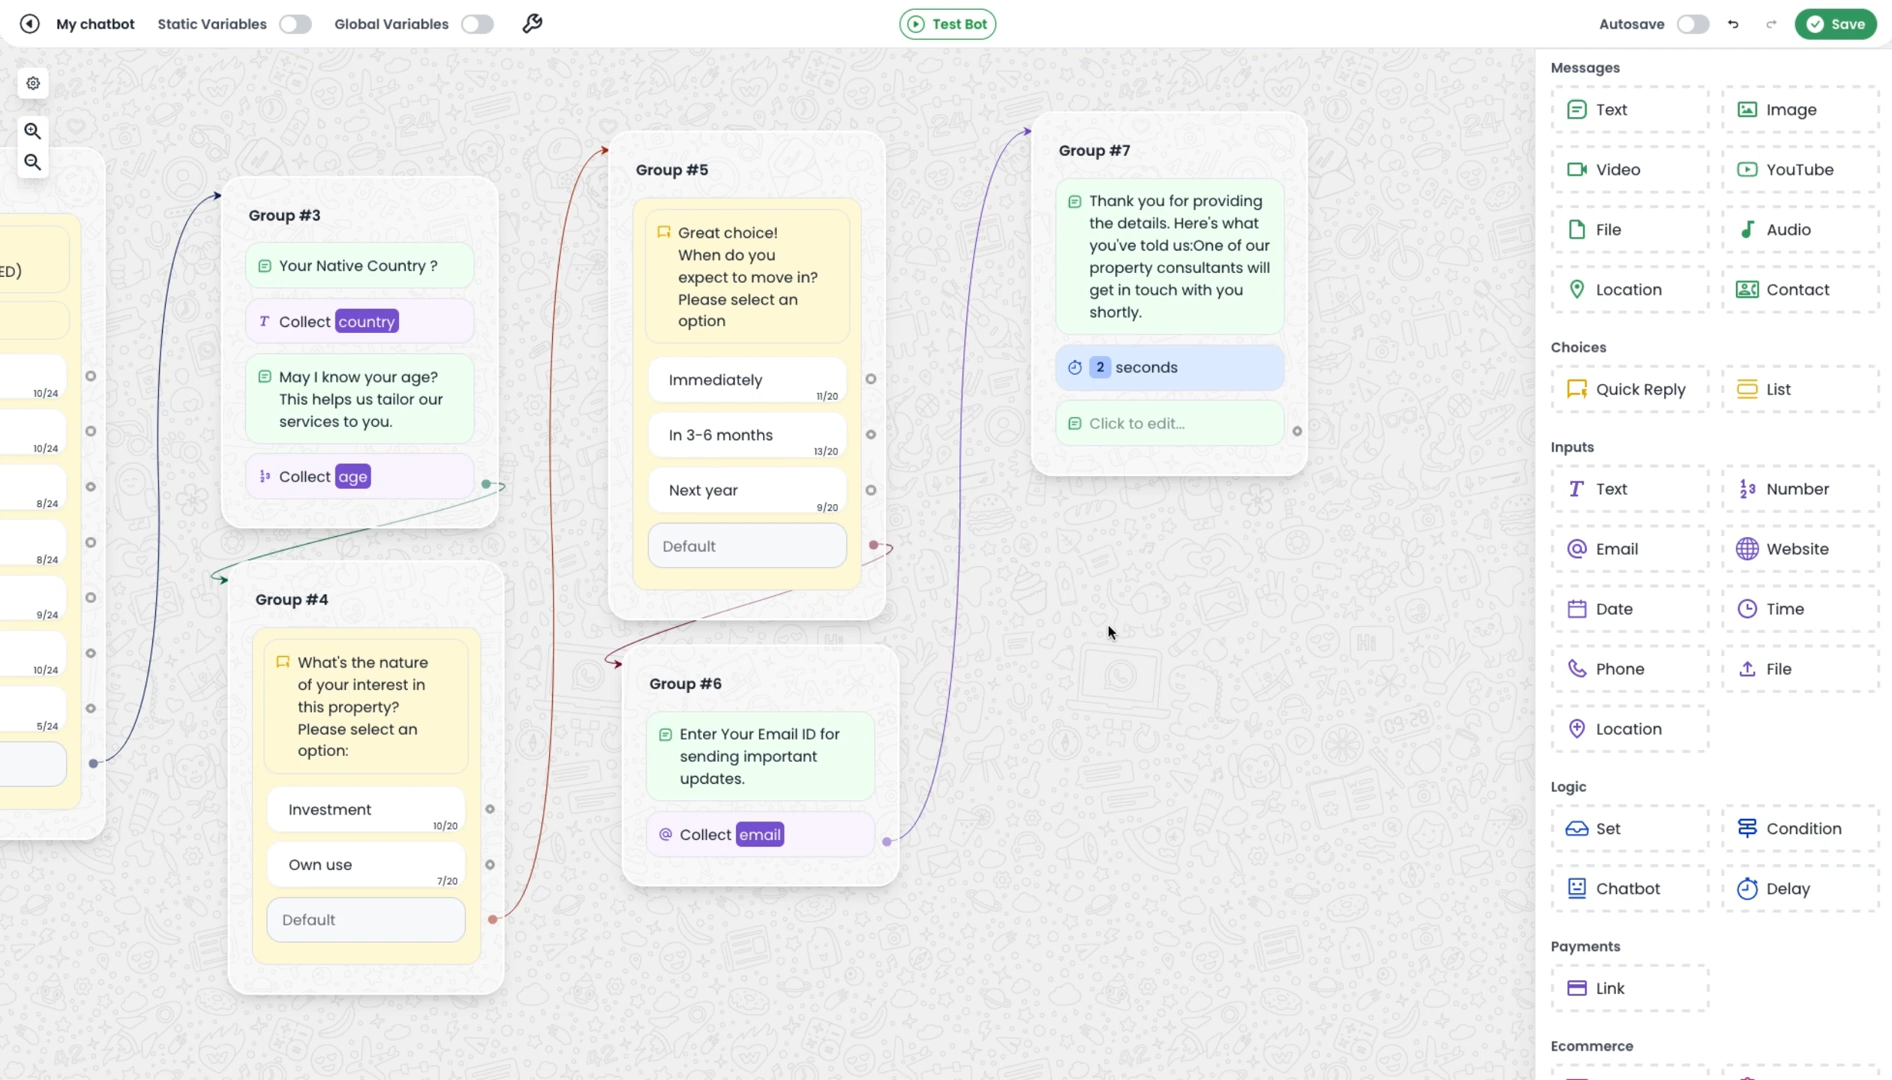 My chatbot
Static Variables
Global Variables
Test Bot
Autosave
Save
ED)
10/24
10/24
8/24
8/24
9/24
10/24
5/24
Group #3
Your Native Country ?
Collect country
May I know your age?
This helps us tailor our
services to you.
Collect age
Group #4
What's the nature
of your interest in
this property?
Please select an
option:
Investment
10/20
Own use
7/20
Default
Group #5
Great choice!
When do you
expect to move in?
Please select an
option
Immediately
11/20
In 3-6 months
13/20
Next year
9/20
Default
Group #6
Enter Your Email ID for
sending important
updates.
Collect email
Group #7
Thank you for providing
the details. Here's what
you've told us:One of our
property consultants will
get in touch with you
shortly.
2 seconds
Click to edit...
Messages
Text
Image
Video
YouTube
File
Audio
Location
Contact
Choices
Quick Reply
List
Inputs
Text
Number
Email
Website
Date
Time
Phone
File
Location
Logic
Set
Condition
Chatbot
Delay
Payments
Link
Ecommerce